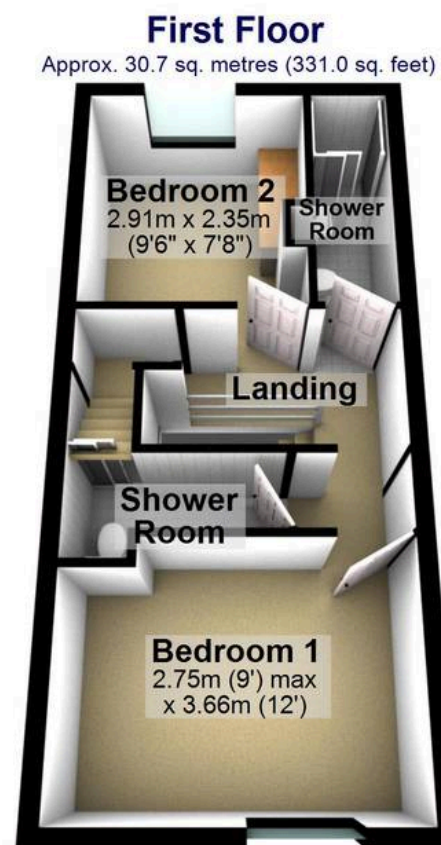 First Floor
Approx. 30.7 sq. metres (331.0 sq. feet)
Bedroom 2
2.91m x 2.35m
(9'6" x 7'8")
Shower
Room
Landing
Shower
Room
Bedroom 1
2.75m (9') max
x 3.66m (12')